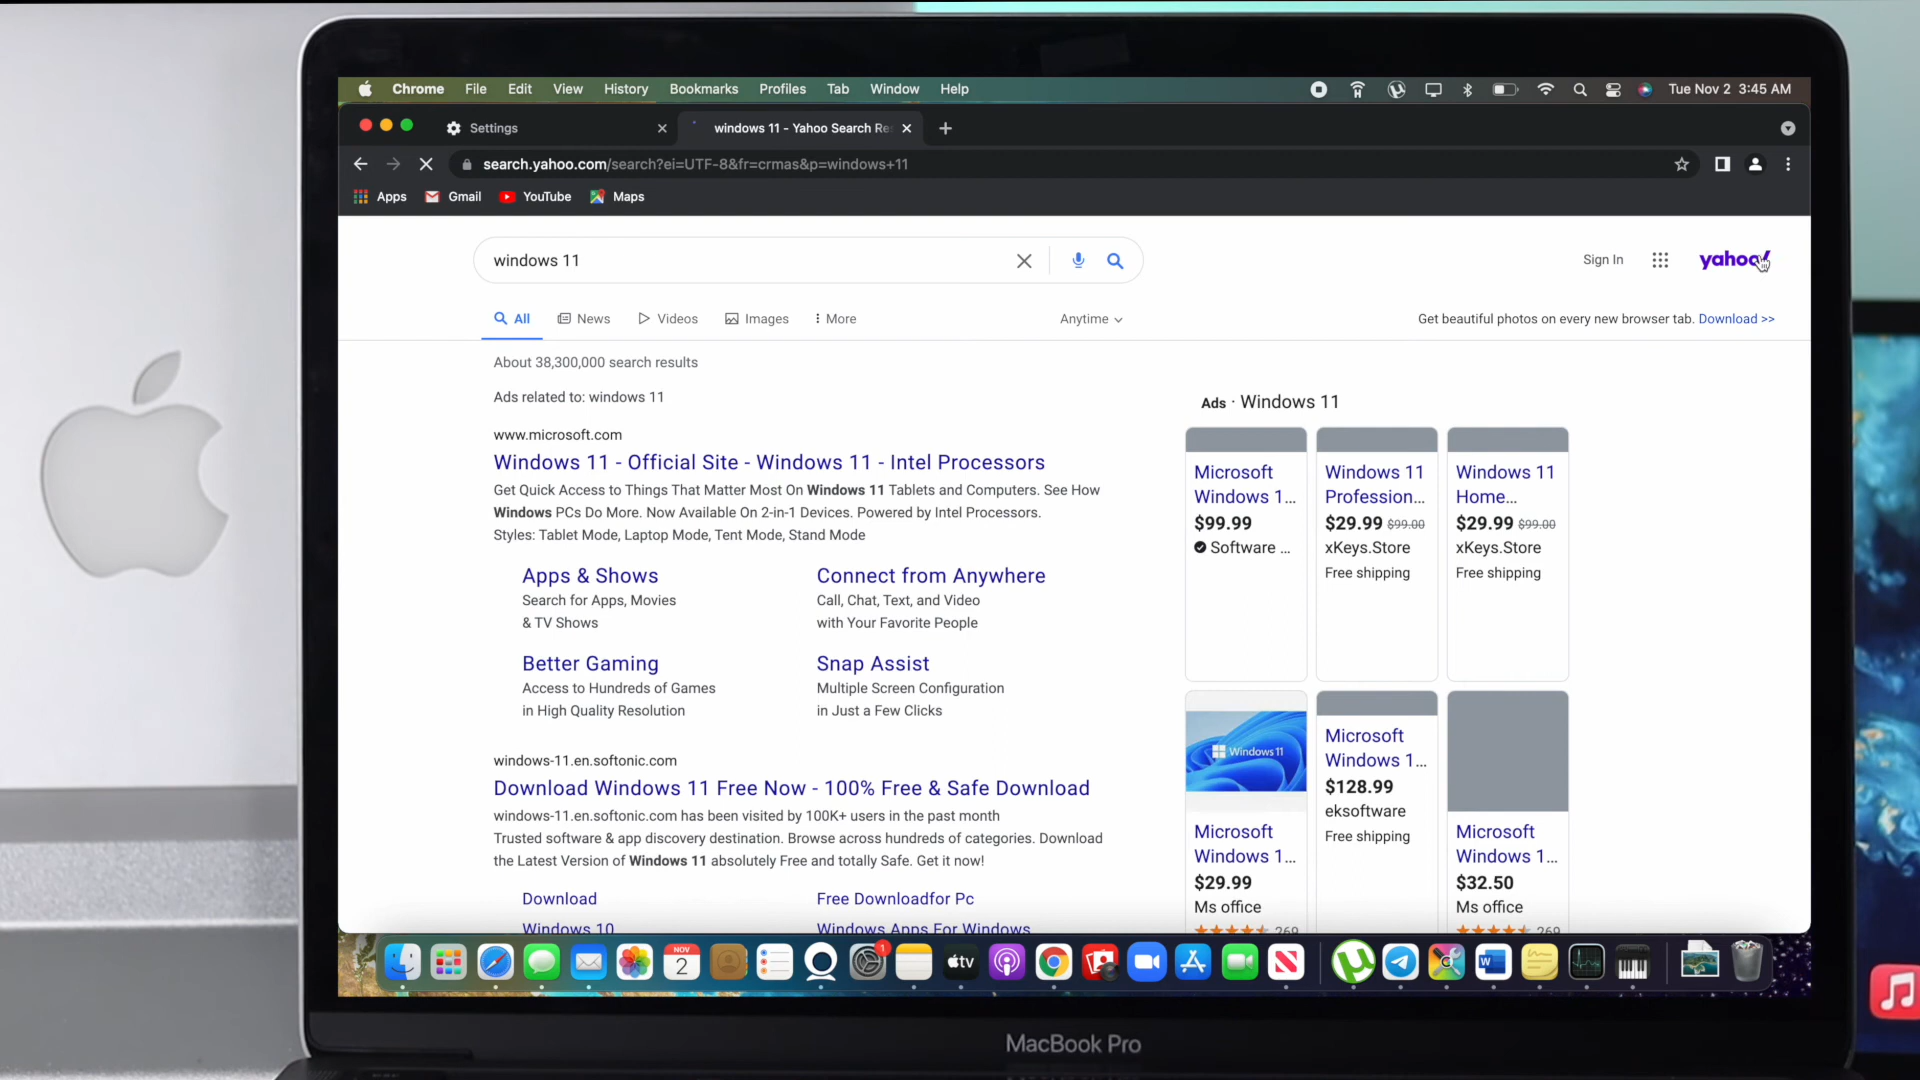 Chrome File Edit View History Bookmarks Profiles Tab Window Help Tue Nov 2 3:45 AM
Settings windows 11 - Yahoo Search Re
search.yahoo.com/search?ei=UTF-8&fr=crmas&p=windows+11
Apps Gmail YouTube Maps
windows 11
Sign In
yahoo!
All News Videos Images More
Anytime
Get beautiful photos on every new browser tab. Download >>
About 38,300,000 search results
Ads related to: windows 11
www.microsoft.com
Windows 11 - Official Site - Windows 11 - Intel Processors
Get Quick Access to Things That Matter Most On Windows 11 Tablets and Computers. See How
Windows PCs Do More. Now Available On 2-in-1 Devices. Powered by Intel Processors.
Styles: Tablet Mode, Laptop Mode, Tent Mode, Stand Mode
Apps & Shows
Search for Apps, Movies
& TV Shows
Connect from Anywhere
Call, Chat, Text, and Video
with Your Favorite People
Better Gaming
Access to Hundreds of Games
in High Quality Resolution
Snap Assist
Multiple Screen Configuration
in Just a Few Clicks
windows-11.en.softonic.com
Download Windows 11 Free Now - 100% Free & Safe Download
windows-11.en.softonic.com has been visited by 100K+ users in the past month
Trusted software & app discovery destination. Browse across hundreds of categories. Download
the Latest Version of Windows 11 absolutely Free and totally Safe. Get it now!
Download
Free Downloadfor Pc
Windows 10
Windows Apps For Windows
Ads · Windows 11
Microsoft
Windows 1...
$99.99
Software ...
Windows 11
Profession...
$29.99 $99.00
xKeys.Store
Free shipping
Windows 11
Home...
$29.99 $99.00
xKeys.Store
Free shipping
Windows 11
Microsoft
Windows 1...
$29.99
Ms office
269
Microsoft
Windows 1...
$128.99
eksoftware
Free shipping
Microsoft
Windows 1...
$32.50
Ms office
269
NOV
2
1
tv
W
MacBook Pro